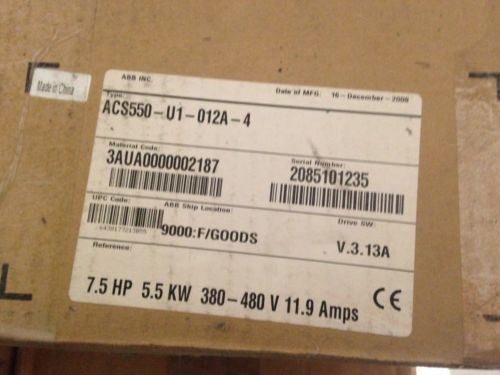 Made in China
ABB INC.
Date of MFG: 16-December-2008
Type:
ACS550-U1-012A-4
Material Code:
3AUA0000002187
Serial Number:
2085101235
UPC Code:
ABB Ship Location:
9000:F/GOODS
Drive SW:
V.3.13A
Reference:
7.5 HP 5.5 KW 380-480 V 11.9 Amps
CE